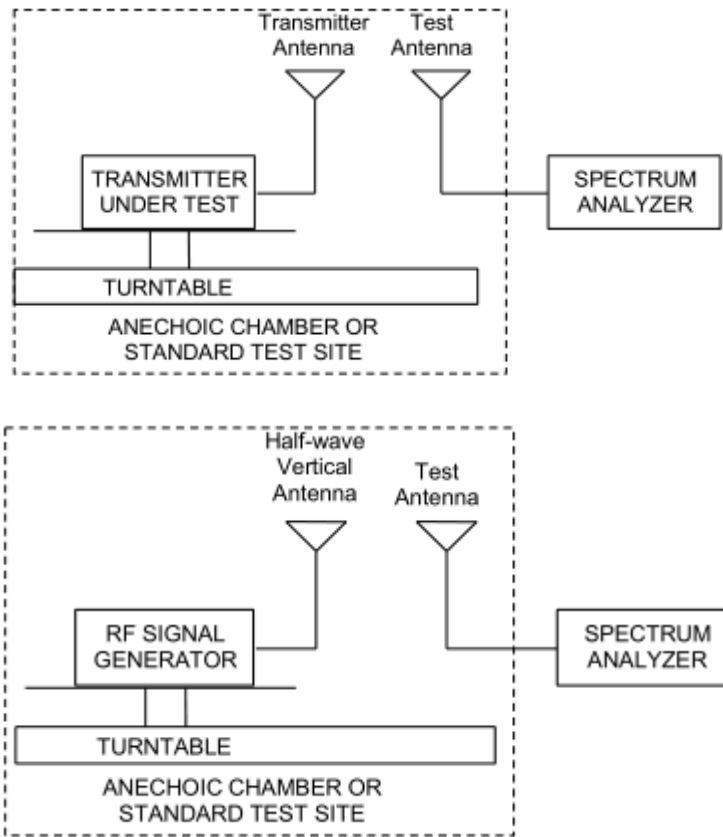 Transmitter
Antenna
Test
Antenna
TRANSMITTER
UNDER TEST
SPECTRUM
ANALYZER
TURNTABLE
ANECHOIC CHAMBER OR
STANDARD TEST SITE
Half-wave
Vertical
Antenna
Test
Antenna
RF SIGNAL
GENERATOR
SPECTRUM
ANALYZER
TURNTABLE
ANECHOIC CHAMBER OR
STANDARD TEST SITE